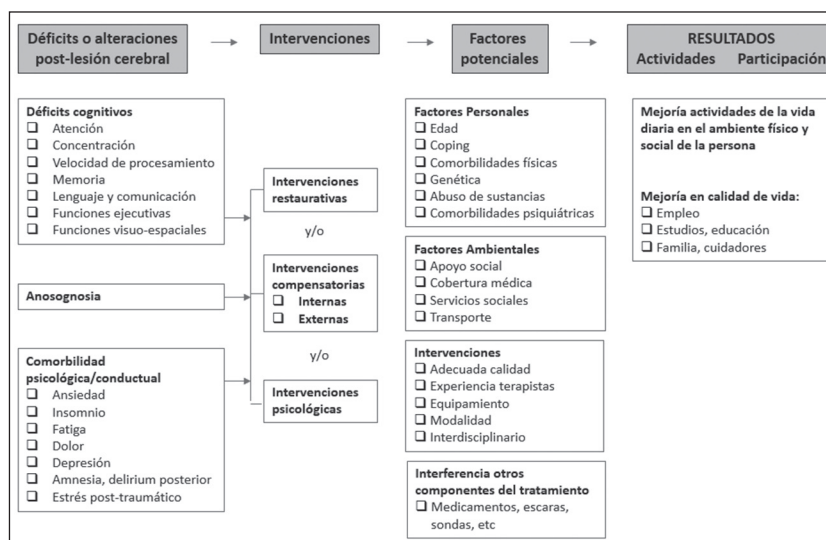 Déficits o alteraciones
post-lesión cerebral
Intervenciones
Factores
potenciales
RESULTADOS
Actividades Participación
Déficits cognitivos
❑ Atención
❑ Concentración
❑ Velocidad de procesamiento
❑ Memoria
❑ Lenguaje y comunicación
❑ Funciones ejecutivas
❑ Funciones visuo-espaciales
Anosognosia
Comorbilidad
psicológica/conductual
❑ Ansiedad
❑ Insomnio
❑ Fatiga
❑ Dolor
❑ Depresión
❑ Amnesia, delirium posterior
❑ Estrés post-traumático
Intervenciones
restaurativas
y/o
Intervenciones
compensatorias
❑ Internas
❑ Externas
y/o
Intervenciones
psicológicas
Factores Personales
❑ Edad
❑ Coping
❑ Comorbilidades físicas
❑ Genética
❑ Abuso de sustancias
❑ Comorbilidades psiquiátricas
Factores Ambientales
❑ Apoyo social
❑ Cobertura médica
❑ Servicios sociales
❑ Transporte
Intervenciones
❑ Adecuada calidad
❑ Experiencia terapistas
❑ Equipamiento
❑ Modalidad
❑ Interdisciplinario
Interferencia otros
componentes del tratamiento
❑ Medicamentos, escaras,
sondas, etc
Mejoría actividades de la vida
diaria en el ambiente físico y
social de la persona
Mejoría en calidad de vida:
❑ Empleo
❑ Estudios, educación
❑ Familia, cuidadores